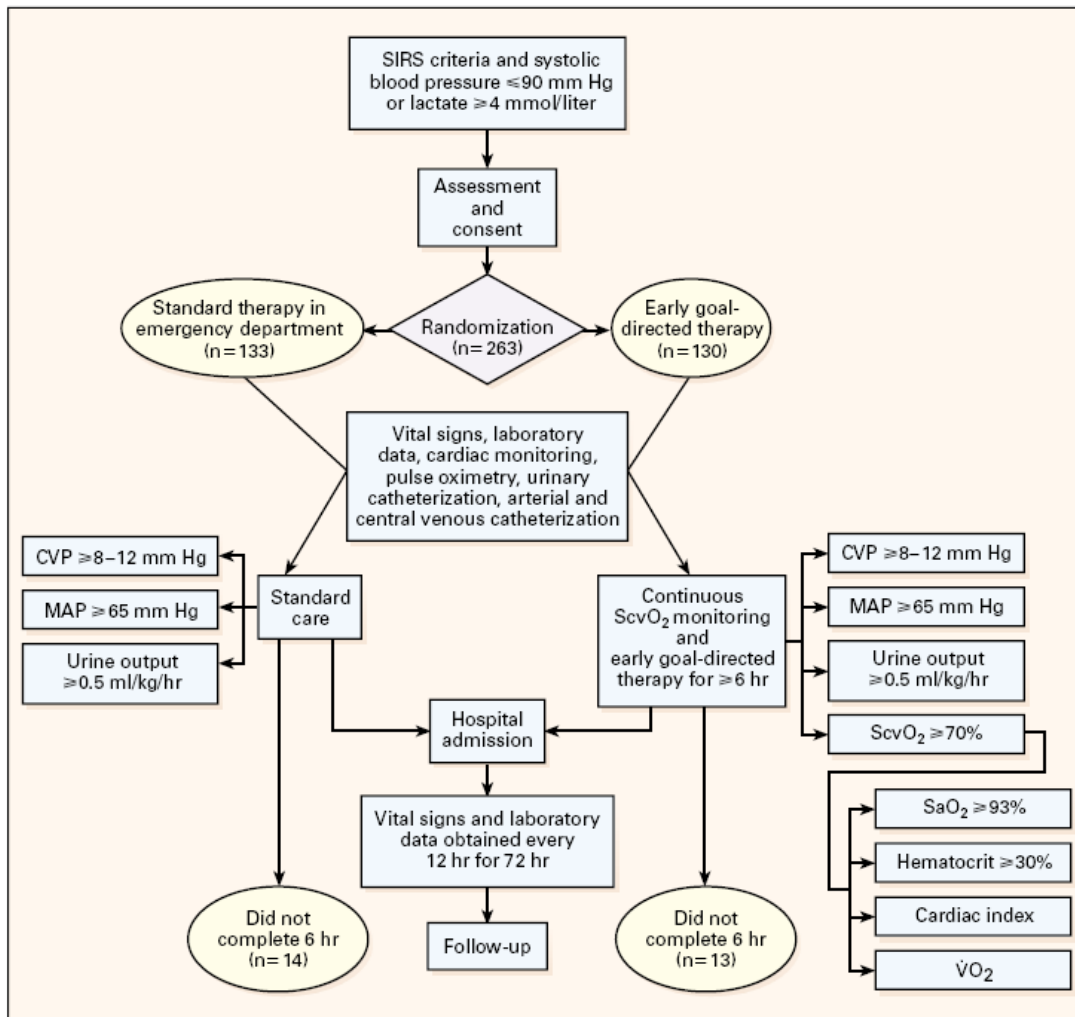 SIRS criteria and systolic
blood pressure ≤90 mm Hg
or lactate ≥4 mmol/liter
Assessment
and
consent
Standard therapy in
emergency department
(n=133)
Randomization
(n=263)
Early goal-
directed therapy
(n=130)
Vital signs, laboratory
data, cardiac monitoring,
pulse oximetry, urinary
catheterization, arterial and
central venous catheterization
CVP ≥8–12 mm Hg
MAP ≥65 mm Hg
Urine output
≥0.5 ml/kg/hr
Standard
care
Continuous
ScvO₂ monitoring
and
early goal-directed
therapy for ≥6 hr
CVP ≥8–12 mm Hg
MAP ≥65 mm Hg
Urine output
≥0.5 ml/kg/hr
ScvO₂ ≥70%
Hospital
admission
SaO₂ ≥93%
Hematocrit ≥30%
Cardiac index
V̇O₂
Vital signs and laboratory
data obtained every
12 hr for 72 hr
Did not
complete 6 hr
(n=14)
Follow-up
Did not
complete 6 hr
(n=13)